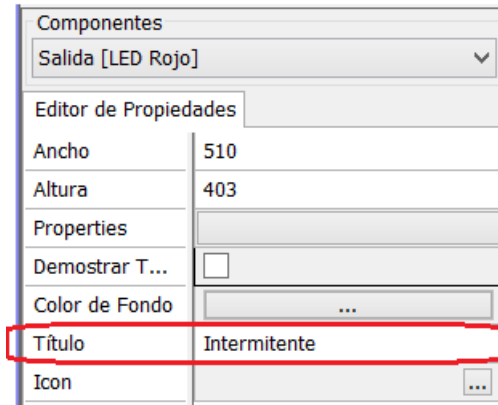 Componentes
Salida [LED Rojo]
Editor de Propiedades
Ancho 510
Altura 403
Properties
Demostrar T...
Color de Fondo ...
Título Intermitente
Icon ...